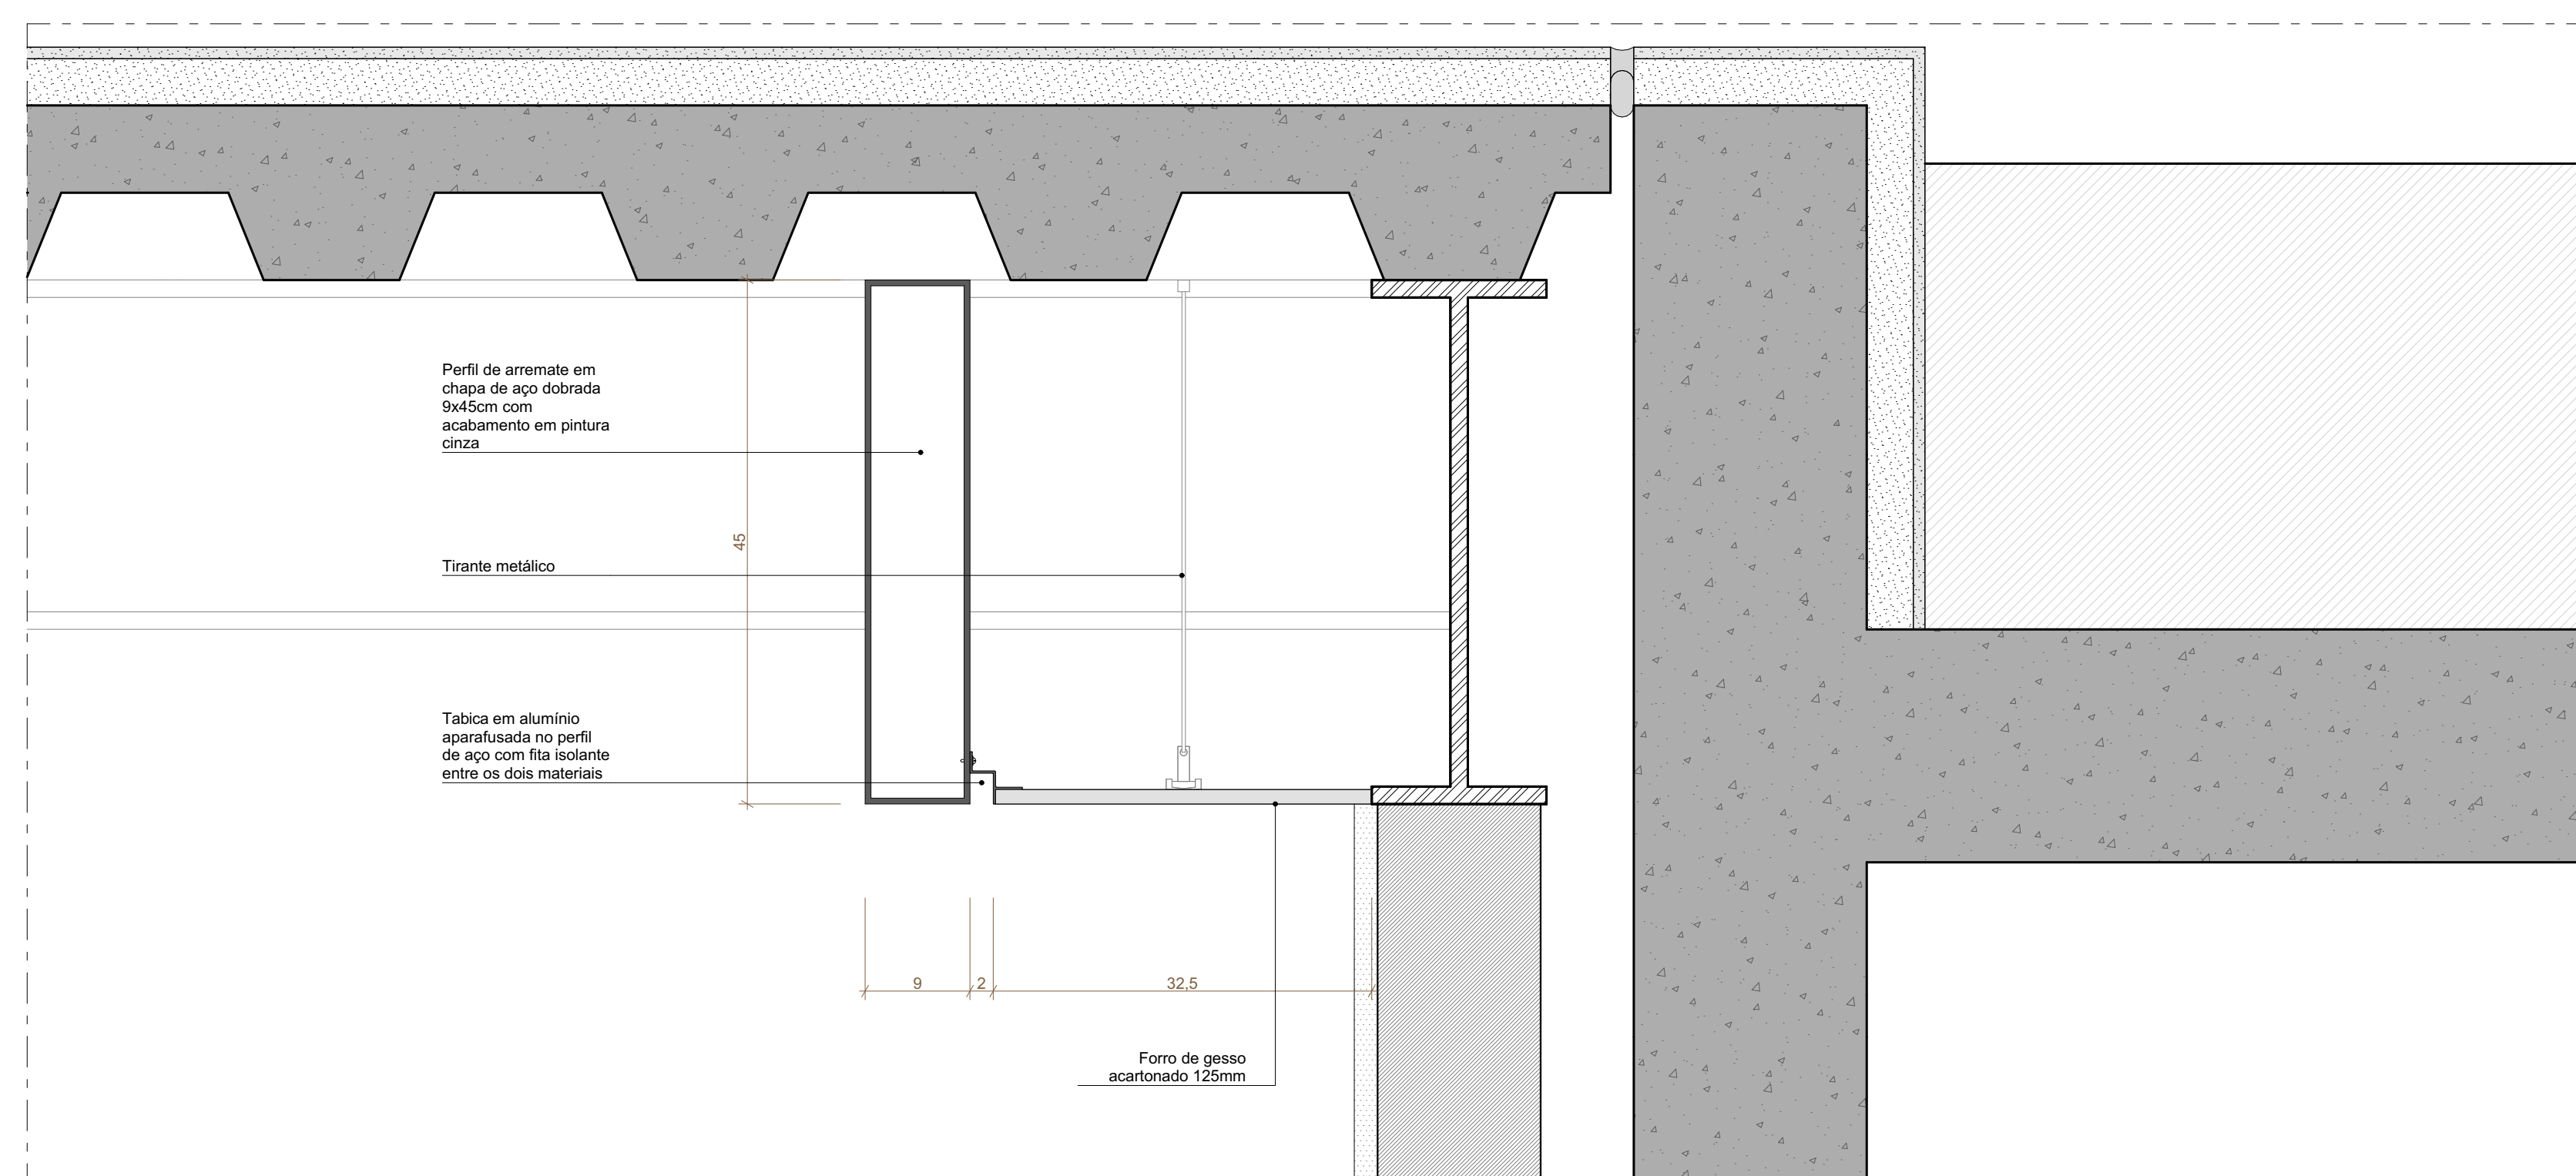 Perfil de arremate em
chapa de aço dobrada
9x45cm com
acabamento em pintura
cinza
45
Tirante metálico
Tabica em alumínio
aparafusada no perfil
de aço com fita isolante
entre os dois materiais
9 2 32,5
Forro de gesso
acartonado 125mm